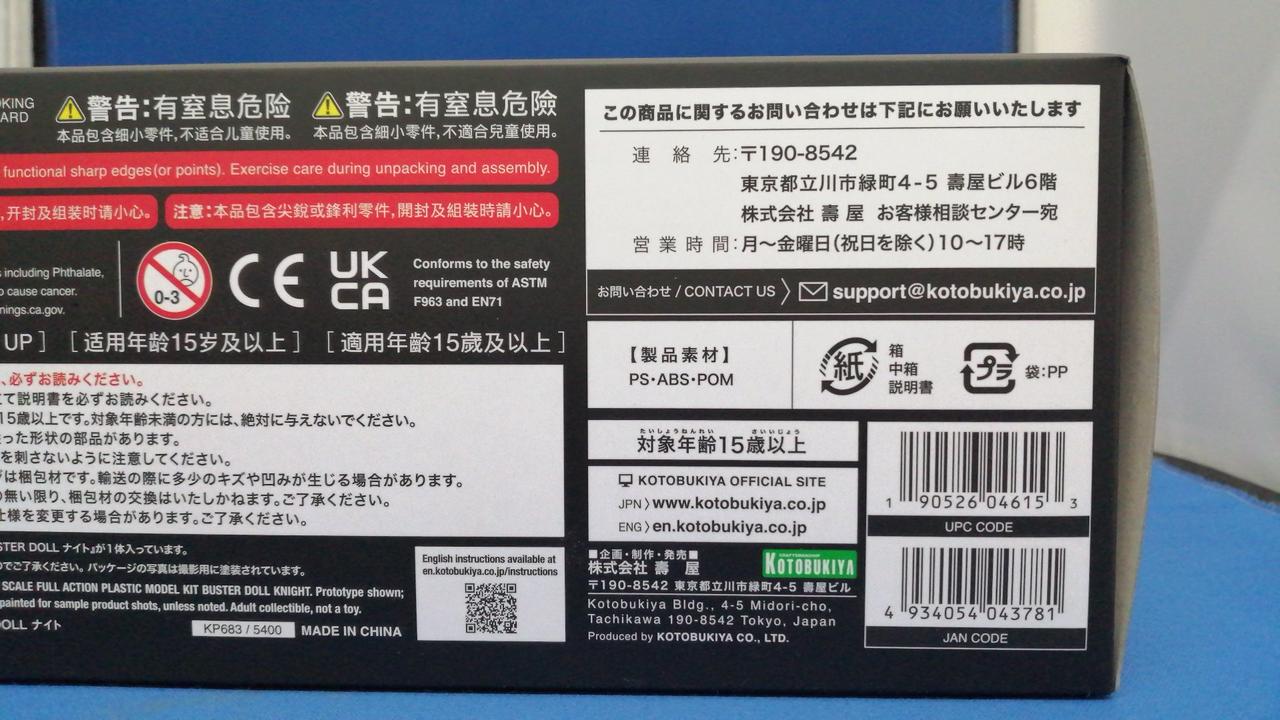 OKING
ARD
警告:有窒息危险
本品包含细小零件,不适合儿童使用。
警告:有窒息危險
本品包含細小零件,不適合兒童使用。
functional sharp edges(or points). Exercise care during unpacking and assembly.
,开封及组装时请小心。
注意:本品包含尖銳或鋒利零件,開封及組裝時請小心。
s including Phthalate,
o cause cancer.
nings.ca.gov.
0-3
CE
UK
CA
Conforms to the safety
requirements of ASTM
F963 and EN71
UP ] [ 适用年龄15岁及以上 ] [ 適用年齡15歲及以上 ]
、必ずお読みください。
て説明書を必ずお読みください。
15歳以上です。対象年齢未満の方には、絶対に与えないでください。
った形状の部品があります。
を刺さないように注意してください。
は梱包材です。輸送の際に多少のキズや凹みが生じる場合があります。
の無い限り、梱包材の交換はいたしかねます。ご了承ください。
仕様を変更する場合があります。ご了承ください。
STER DOLL ナイト』が1体入っています。
のでご了承ください。パッケージの写真は撮影用に塗装されています。
SCALE FULL ACTION PLASTIC MODEL KIT BUSTER DOLL KNIGHT. Prototype shown;
painted for sample product shots, unless noted. Adult collectible, not a toy.
DOLL ナイト
KP683 / 5400
MADE IN CHINA
English instructions available at
en.kotobukiya.co.jp/instructions
この商品に関するお問い合わせは下記にお願いいたします
連絡先:〒190-8542
東京都立川市緑町4-5 壽屋ビル6階
株式会社 壽 屋 お客様相談センター宛
営業時間:月～金曜日(祝日を除く)10～17時
お問い合わせ / CONTACT US 〉 support@kotobukiya.co.jp
【製品素材】
PS・ABS・POM
紙
箱
中箱
説明書
プラ
袋:PP
たいしょうねんれい さいいじょう
対象年齢15歳以上
KOTOBUKIYA OFFICIAL SITE
JPN 〉www.kotobukiya.co.jp
ENG 〉en.kotobukiya.co.jp
■企画・制作・発売■
株式会社 壽 屋
CRAFTSMANSHIP
KOTOBUKIYA
〒190-8542 東京都立川市緑町4-5 壽屋ビル
Kotobukiya Bldg., 4-5 Midori-cho,
Tachikawa 190-8542 Tokyo, Japan
Produced by KOTOBUKIYA CO., LTD.
1 90526 04615 3
UPC CODE
4 934054 043781
JAN CODE